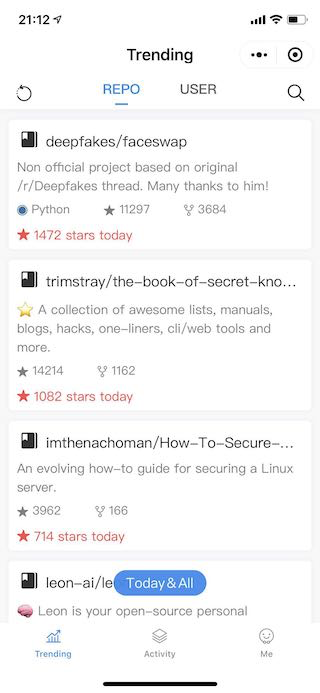 21:12
Trending
REPO USER
deepfakes/faceswap
Non official project based on original
/r/Deepfakes thread. Many thanks to him!
Python 11297 3684
1472 stars today
trimstray/the-book-of-secret-kno...
A collection of awesome lists, manuals,
blogs, hacks, one-liners, cli/web tools and
more.
14214 1162
1082 stars today
imthenachoman/How-To-Secure-...
An evolving how-to guide for securing a Linux
server.
3962 166
714 stars today
leon-ai/le
Today & All
Leon is your open-source personal
Trending Activity Me